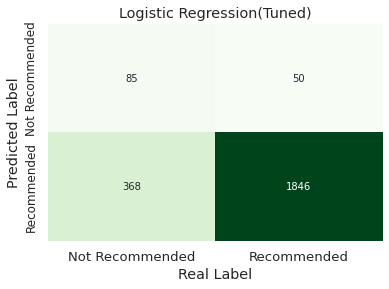 Logistic Regression(Tuned)
Predicted Label
Not Recommended
85
50
Recommended
368
1846
Not Recommended
Recommended
Real Label